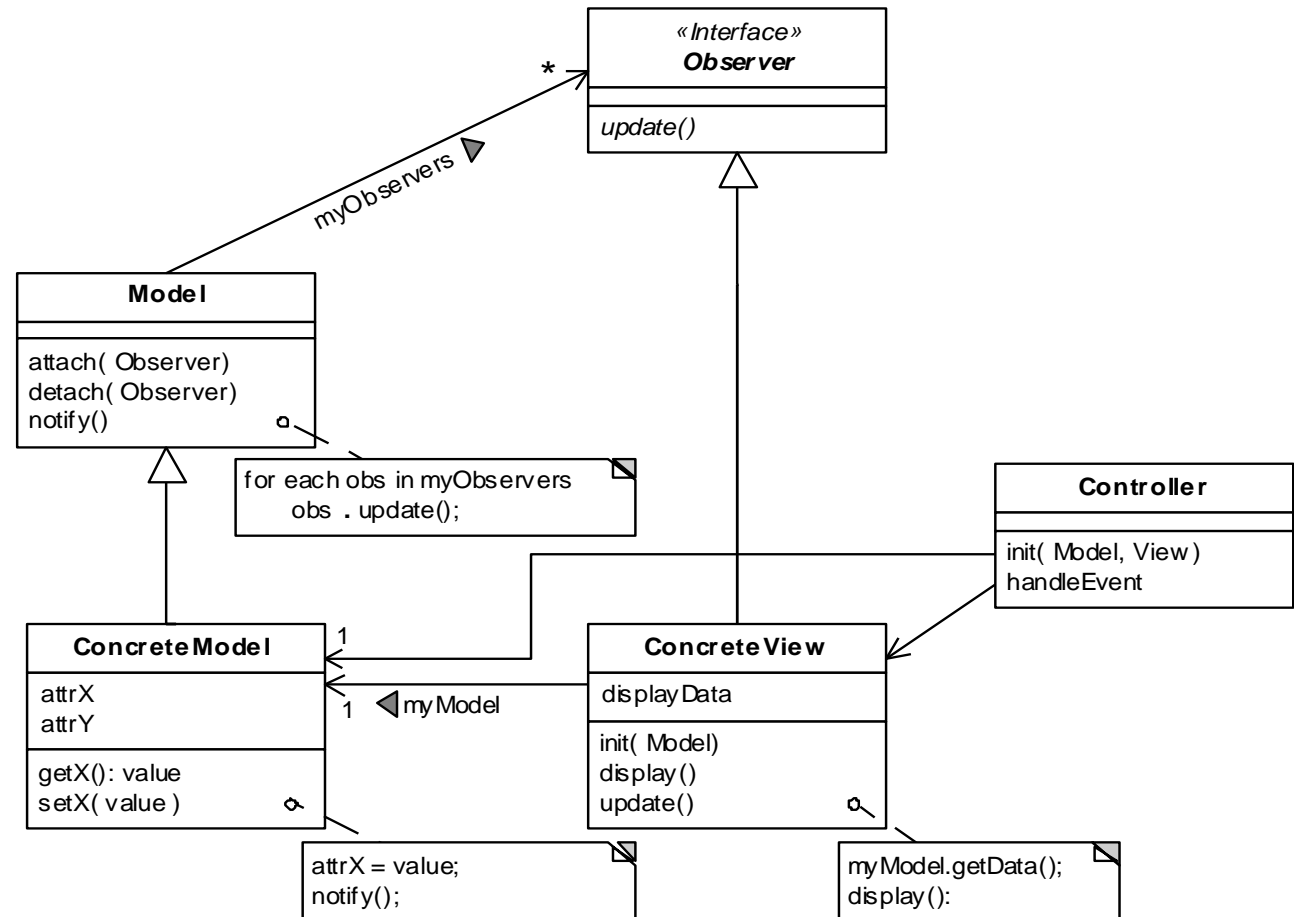 «Interface»
Observer
update()
*
myObservers
Model
attach( Observer)
detach( Observer)
notify()
for each obs in myObservers
obs . update();
Controller
init( Model, View )
handleEvent
ConcreteModel
attrX
attrY
getX(): value
setX( value )
1
1
myModel
ConcreteView
displayData
init( Model)
display()
update()
attrX = value;
notify();
myModel.getData();
display():